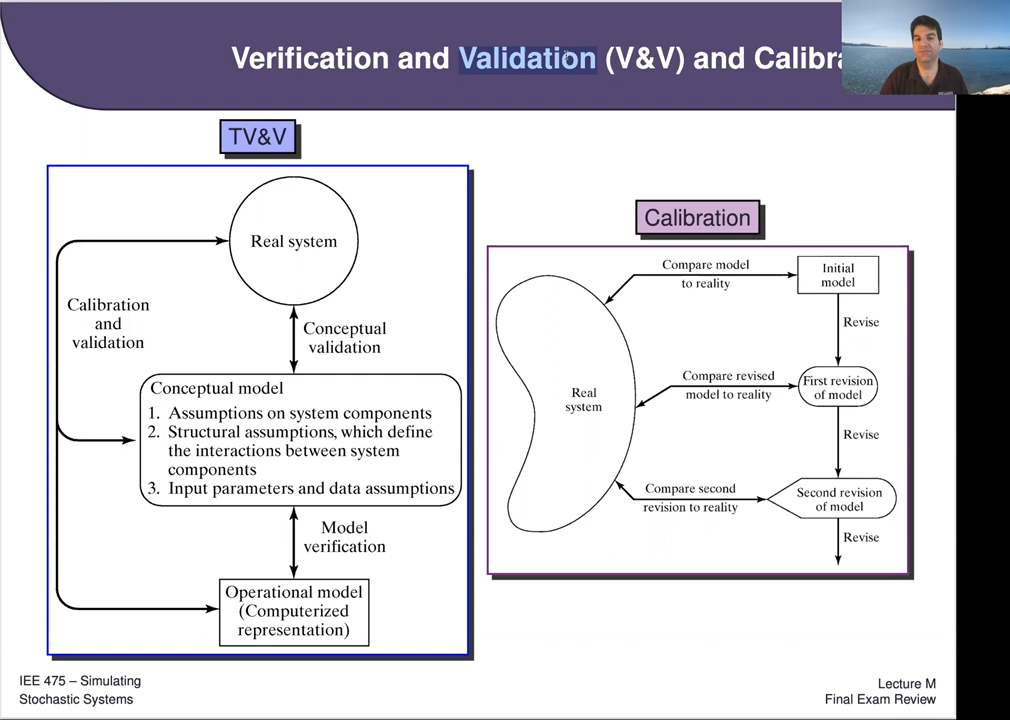 Verification and Validation (V&V) and Calibra
TV&V
Real system
Calibration
and
validation
Conceptual
validation
Conceptual model
1. Assumptions on system components
2. Structural assumptions, which define
the interactions between system
components
3. Input parameters and data assumptions
Model
verification
Operational model
(Computerized
representation)
Calibration
Compare model
to reality
Initial
model
Revise
Real
system
Compare revised
model to reality
First revision
of model
Revise
Compare second
revision to reality
Second revision
of model
Revise
IEE 475 – Simulating
Stochastic Systems
Lecture M
Final Exam Review